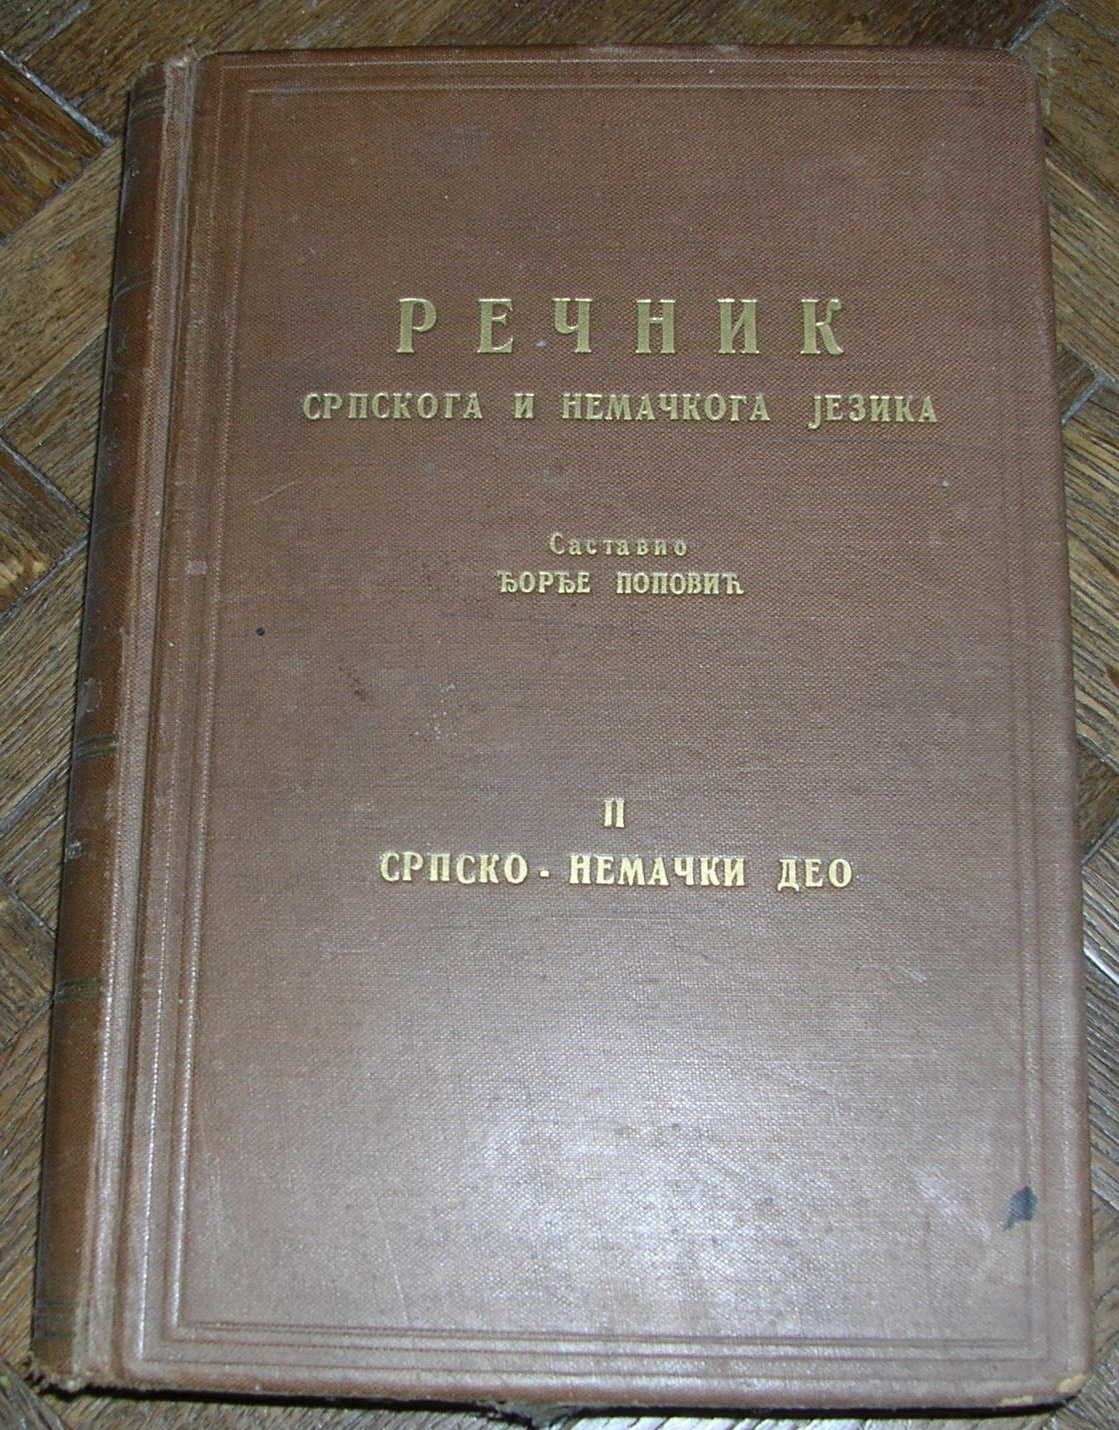 РЕЧНИК
СРПСКОГА И НЕМАЧКОГА ЈЕЗИКА
Саставио
ЂОРЂЕ ПОПОВИЋ
II
СРПСКО - НЕМАЧКИ ДЕО